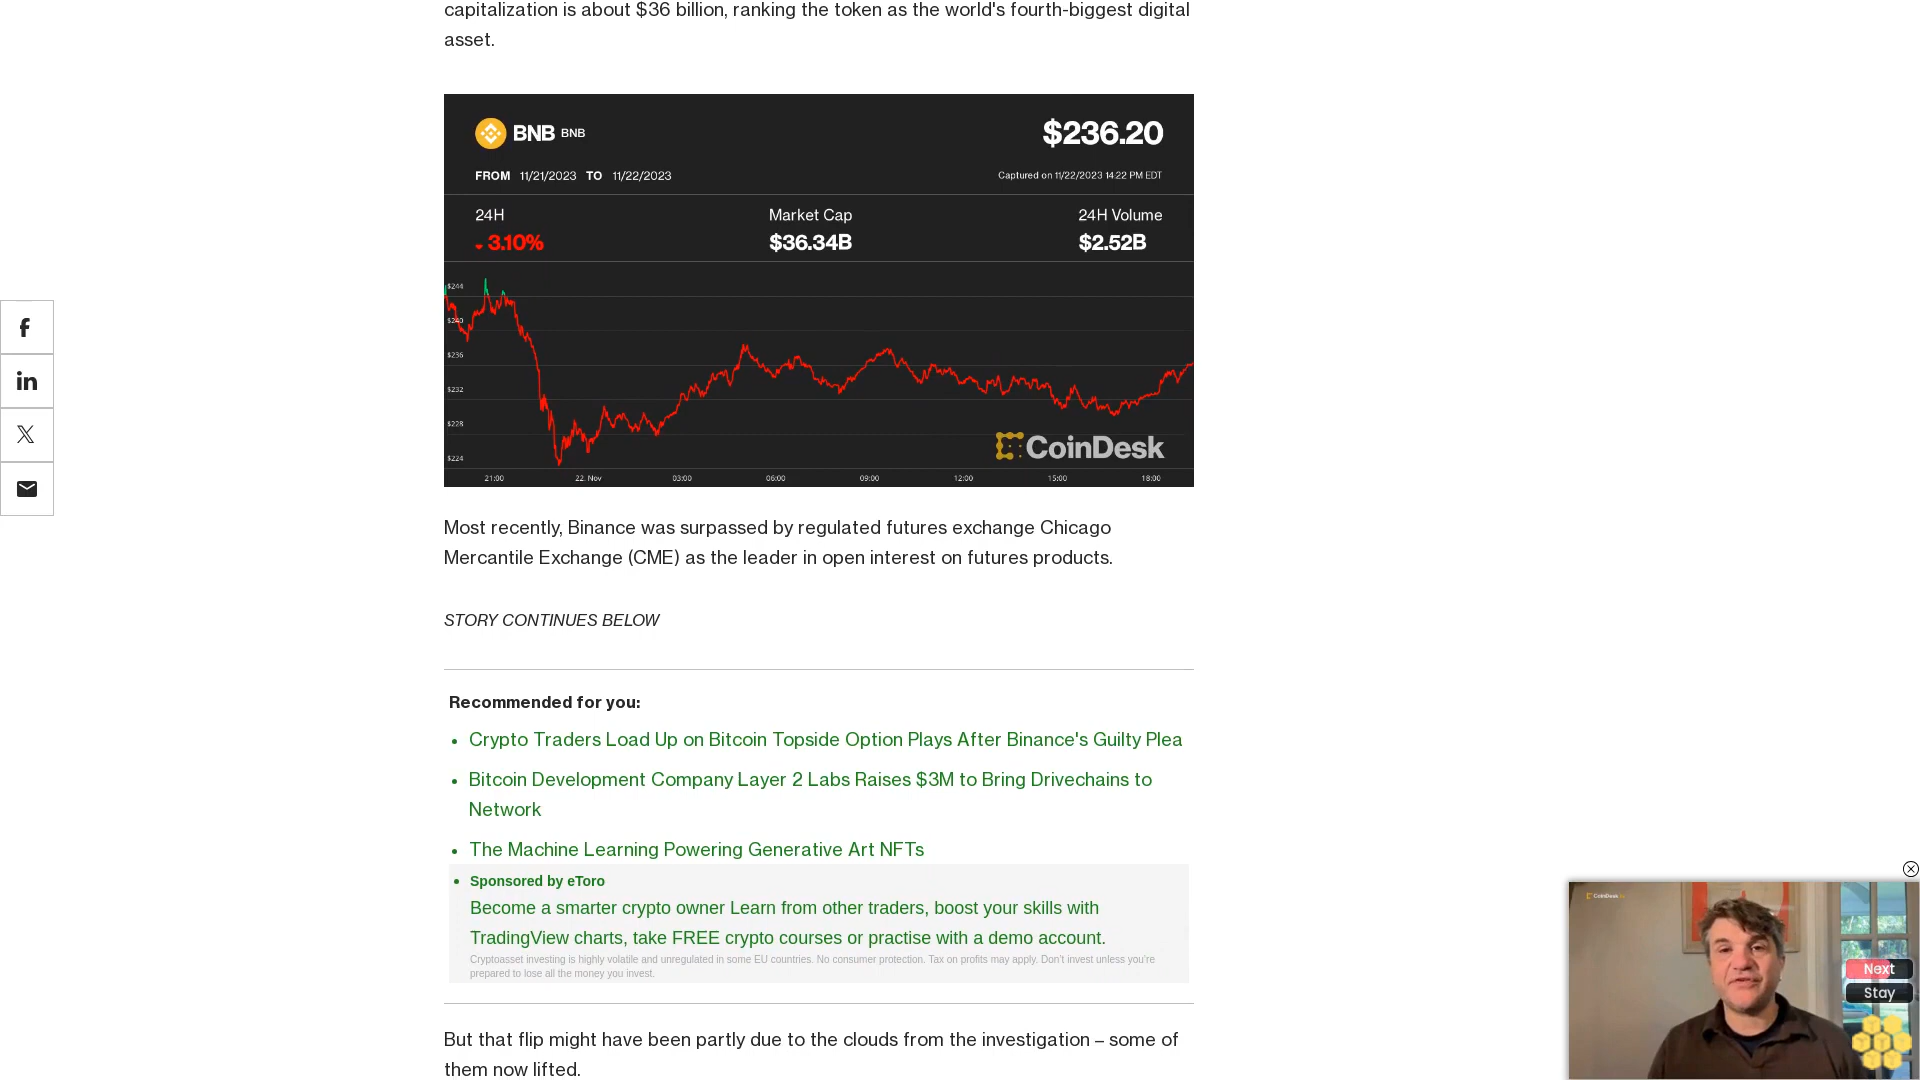 capitalization is about $36 billion, ranking the token as the world's fourth-biggest digital
asset.
BNB BNB
$236.20
FROM 11/21/2023 TO 11/22/2023
Captured on 11/22/2023 14:22 PM EDT
24H
Market Cap
24H Volume
3.10%
$36.34B
$2.52B
$244
$240
$236
$232
$228
$224
CoinDesk
21:00
22. Nov
03:00
06:00
09:00
12:00
15:00
18:00
Most recently, Binance was surpassed by regulated futures exchange Chicago
Mercantile Exchange (CME) as the leader in open interest on futures products.
STORY CONTINUES BELOW
Recommended for you:
• Crypto Traders Load Up on Bitcoin Topside Option Plays After Binance's Guilty Plea
• Bitcoin Development Company Layer 2 Labs Raises $3M to Bring Drivechains to
Network
• The Machine Learning Powering Generative Art NFTs
• Sponsored by eToro
Become a smarter crypto owner Learn from other traders, boost your skills with
TradingView charts, take FREE crypto courses or practise with a demo account.
Cryptoasset investing is highly volatile and unregulated in some EU countries. No consumer protection. Tax on profits may apply. Don't invest unless you're
prepared to lose all the money you invest.
But that flip might have been partly due to the clouds from the investigation – some of
them now lifted.
CoinDesk
Next
Stay